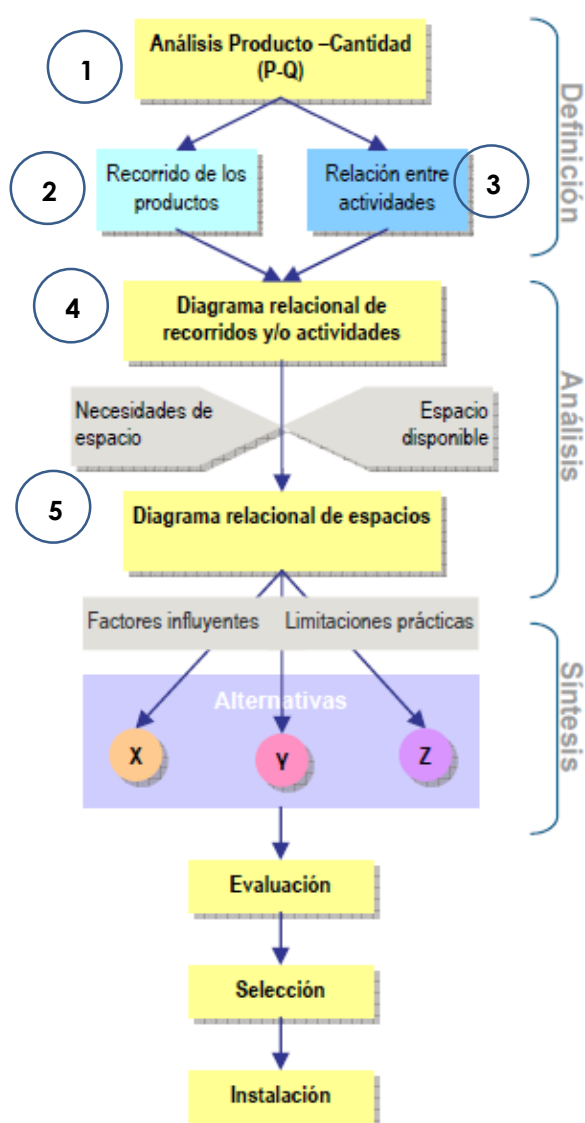 1
Análisis Producto –Cantidad
(P-Q)
Definición
2
Recorrido de los
productos
Relación entre
actividades
3
4
Diagrama relacional de
recorridos y/o actividades
Análisis
Necesidades de
espacio
Espacio
disponible
5
Diagrama relacional de espacios
Factores influyentes
Limitaciones prácticas
Síntesis
Alternativas
X
Y
Z
Evaluación
Selección
Instalación